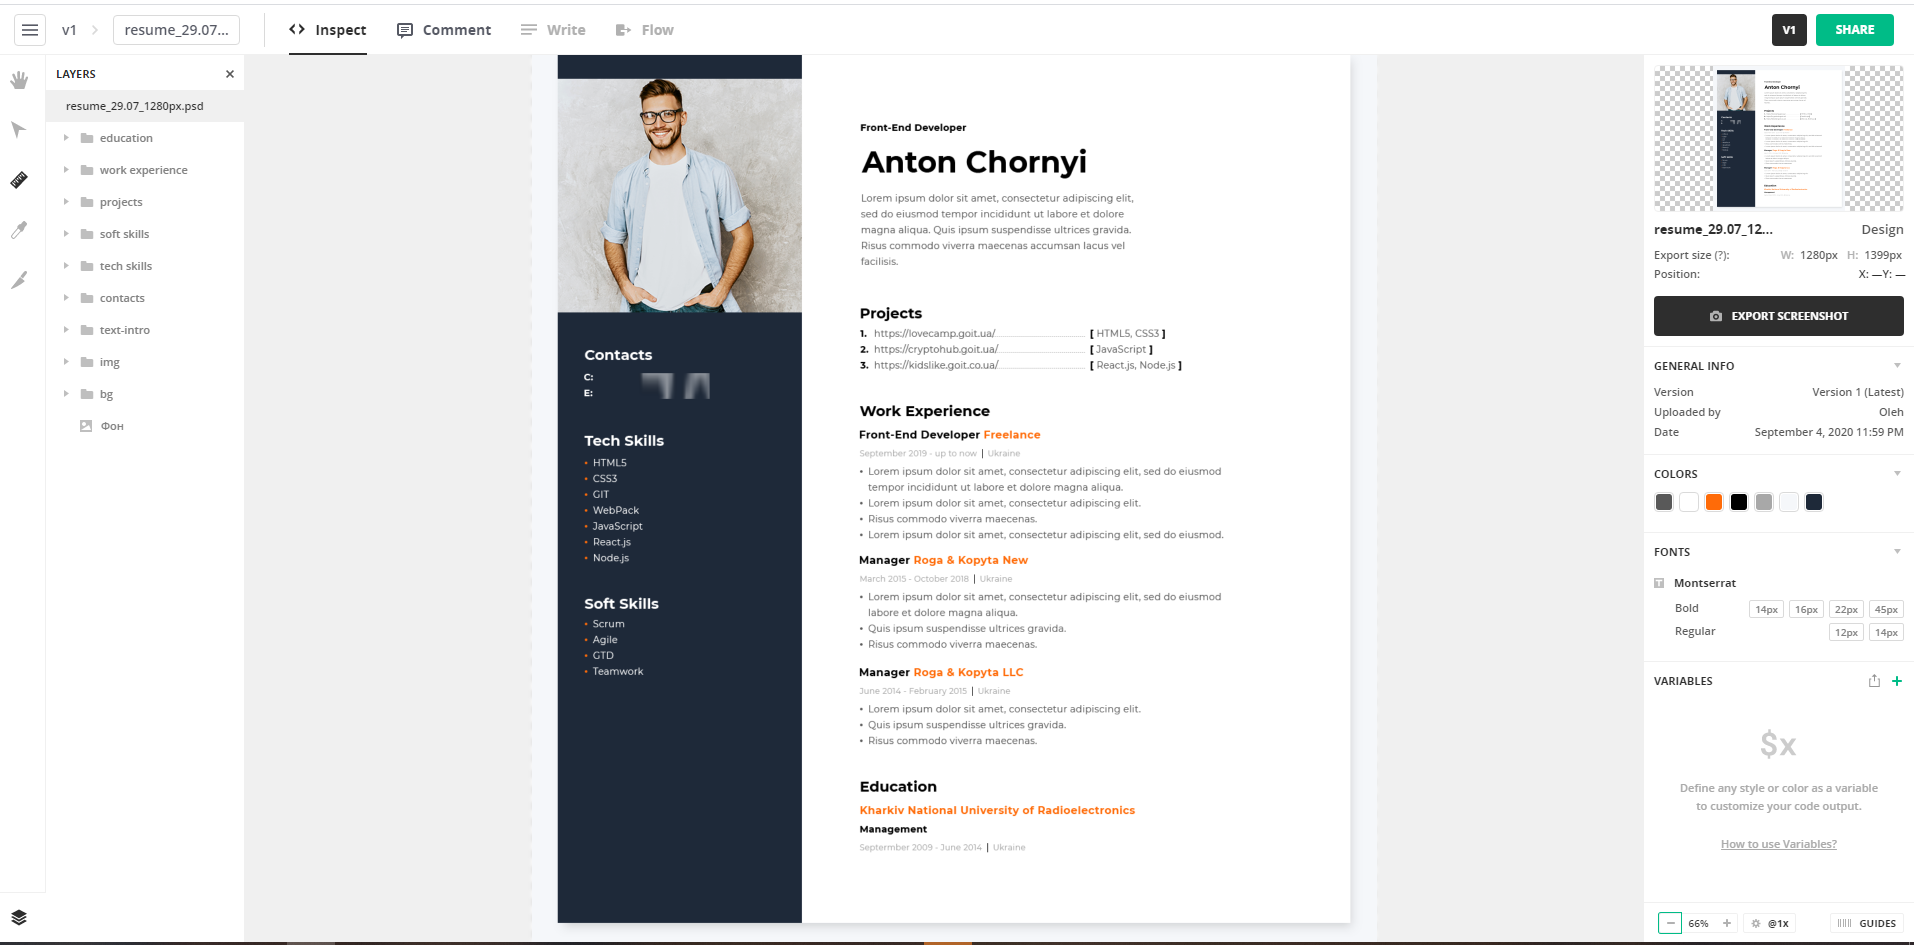 v1
resume_29.07...
Inspect
Comment
Write
Flow
V1
SHARE
LAYERS
resume_29.07_1280px.psd
education
work experience
projects
soft skills
tech skills
contacts
text-intro
img
bg
Фон
Contacts
C:
E:
Tech Skills
• HTML5
• CSS3
• GIT
• WebPack
• JavaScript
• React.js
• Node.js
Soft Skills
• Scrum
• Agile
• GTD
• Teamwork
Front-End Developer
Anton Chornyi
Lorem ipsum dolor sit amet, consectetur adipiscing elit,
sed do eiusmod tempor incididunt ut labore et dolore
magna aliqua. Quis ipsum suspendisse ultrices gravida.
Risus commodo viverra maecenas accumsan lacus vel
facilisis.
Projects
1. https://lovecamp.goit.ua/ [ HTML5, CSS3 ]
2. https://cryptohub.goit.ua/ [ JavaScript ]
3. https://kidslike.goit.co.ua/ [ React.js, Node.js ]
Work Experience
Front-End Developer Freelance
September 2019 - up to now | Ukraine
• Lorem ipsum dolor sit amet, consectetur adipiscing elit, sed do eiusmod
tempor incididunt ut labore et dolore magna aliqua.
• Lorem ipsum dolor sit amet, consectetur adipiscing elit.
• Risus commodo viverra maecenas.
• Lorem ipsum dolor sit amet, consectetur adipiscing elit, sed do eiusmod.
Manager Roga & Kopyta New
March 2015 - October 2018 | Ukraine
• Lorem ipsum dolor sit amet, consectetur adipiscing elit, sed do eiusmod
labore et dolore magna aliqua.
• Quis ipsum suspendisse ultrices gravida.
• Risus commodo viverra maecenas.
Manager Roga & Kopyta LLC
June 2014 - February 2015 | Ukraine
• Lorem ipsum dolor sit amet, consectetur adipiscing elit.
• Quis ipsum suspendisse ultrices gravida.
• Risus commodo viverra maecenas.
Education
Kharkiv National University of Radioelectronics
Management
Septermber 2009 - June 2014 | Ukraine
resume_29.07_12... Design
Export size (?): W: 1280px H: 1399px
Position: X: — Y: —
EXPORT SCREENSHOT
GENERAL INFO
Version Version 1 (Latest)
Uploaded by Oleh
Date September 4, 2020 11:59 PM
COLORS
FONTS
Montserrat
Bold 14px 16px 22px 45px
Regular 12px 14px
VARIABLES
$x
Define any style or color as a variable
to customize your code output.
How to use Variables?
66% @1x GUIDES